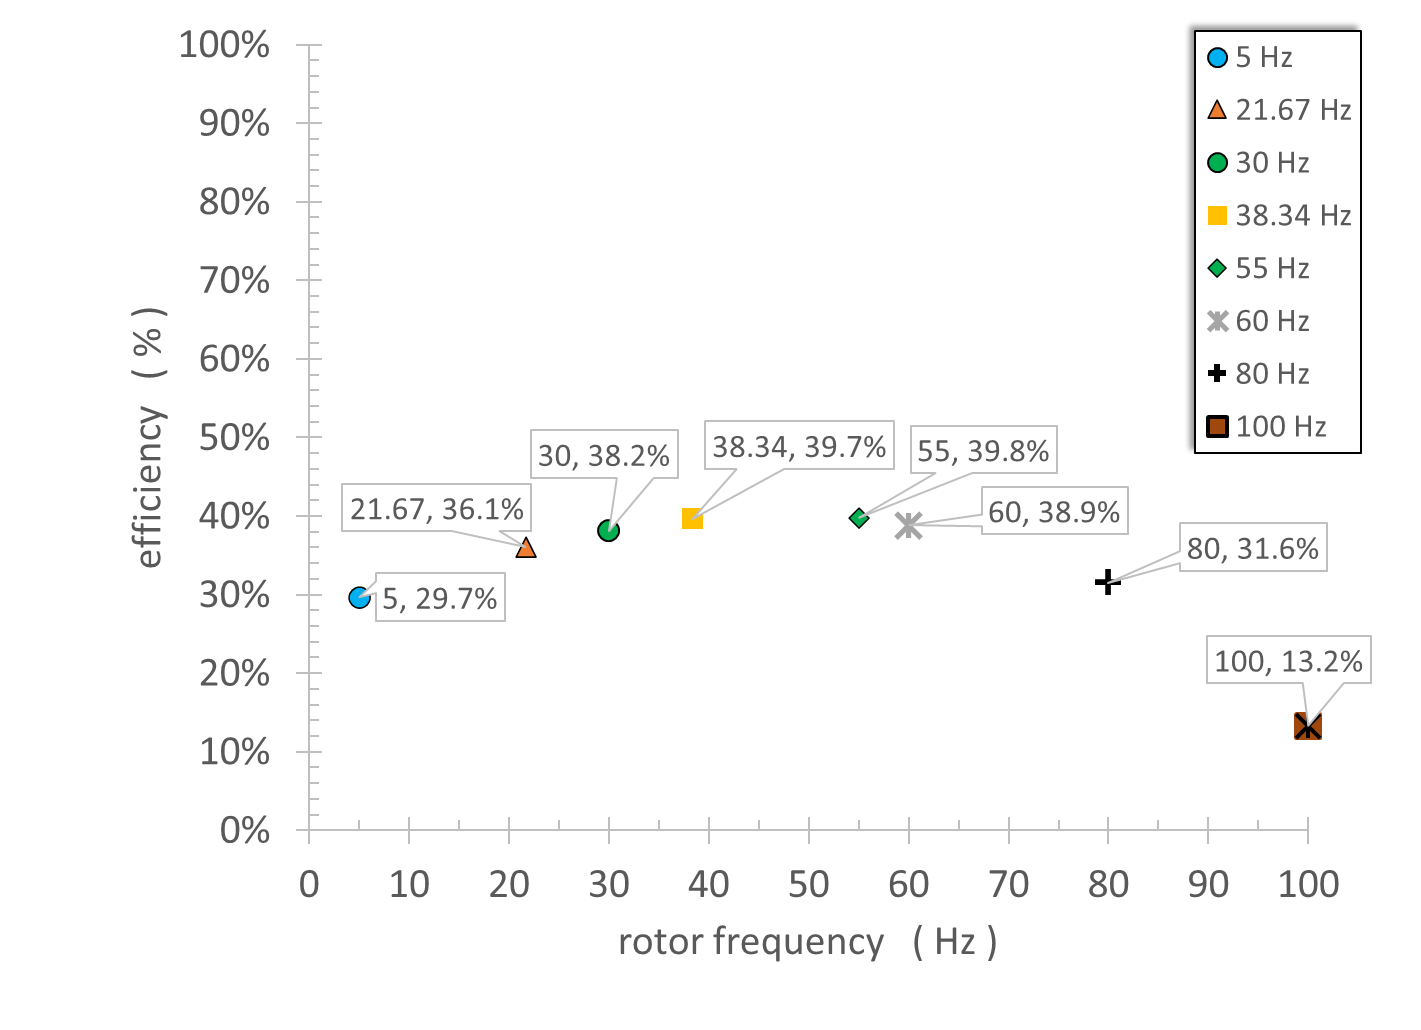 100%
90%
80%
70%
60%
50%
40%
30%
20%
10%
0%
efficiency ( % )
5 Hz
21.67 Hz
30 Hz
38.34 Hz
55 Hz
60 Hz
80 Hz
100 Hz
38.34, 39.7%
55, 39.8%
30, 38.2%
21.67, 36.1%
60, 38.9%
80, 31.6%
5, 29.7%
100, 13.2%
0 10 20 30 40 50 60 70 80 90 100
rotor frequency ( Hz )